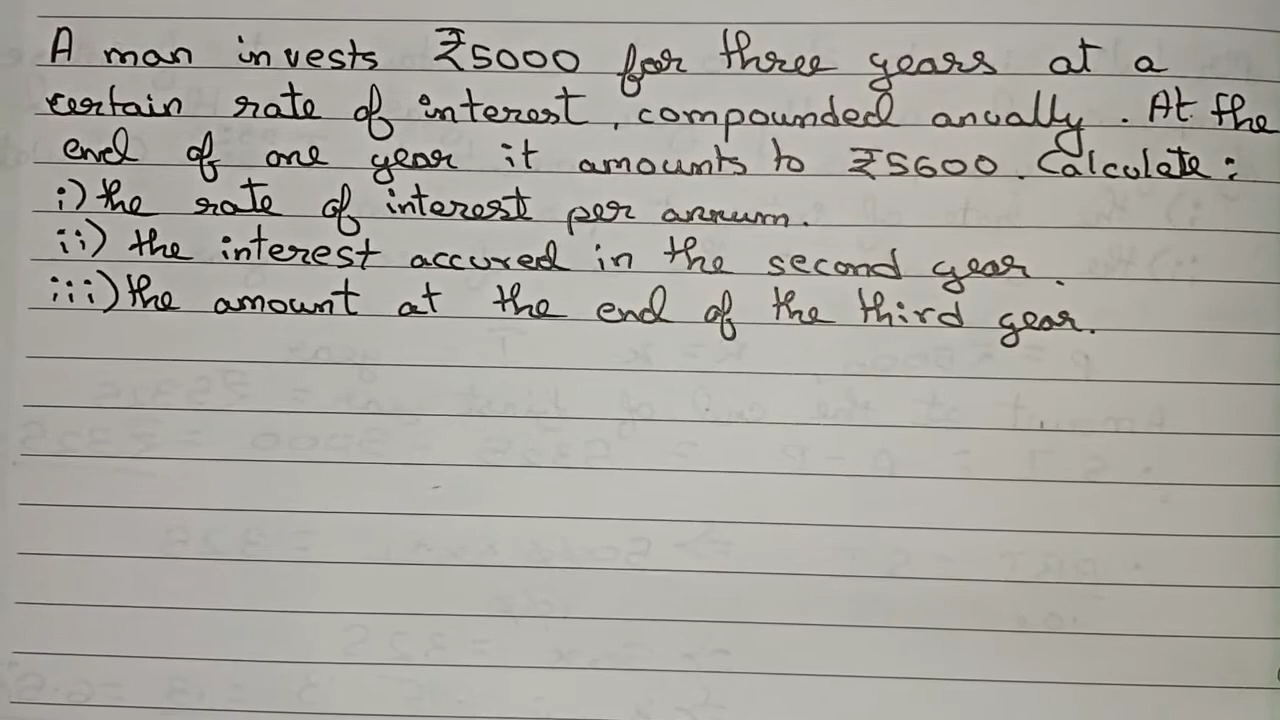 A man invests ₹5000 for three years at a
certain rate of interest, compounded anually. At the
end of one year it amounts to ₹5600. Calculate:
i) the rate of interest per annum.
ii) the interest accured in the second year.
iii) the amount at the end of the third year.